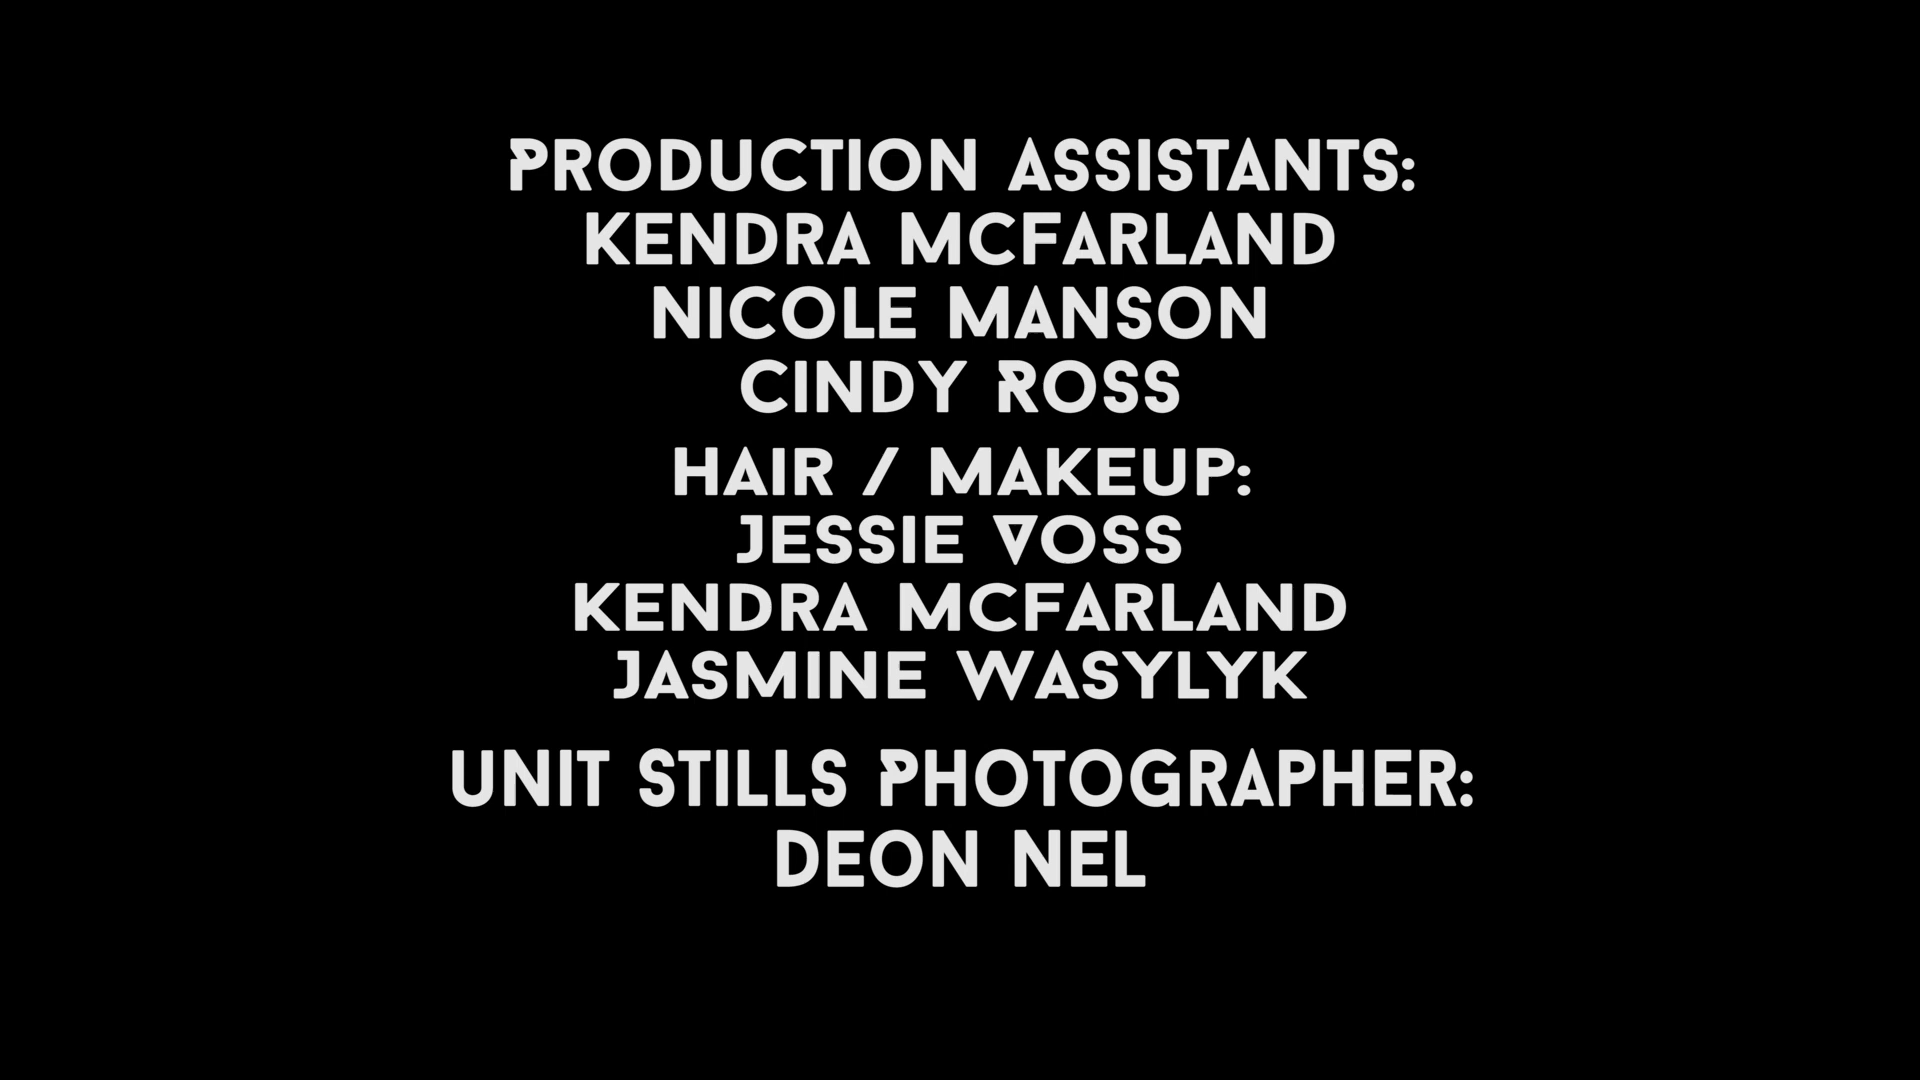 PRODUCTION ASSISTANTS:
KENDRA MCFARLAND
NICOLE MANSON
CINDY ROSS
HAIR / MAKEUP:
JESSIE VOSS
KENDRA MCFARLAND
JASMINE WASYLYK
UNIT STILLS PHOTOGRAPHER:
DEON NEL